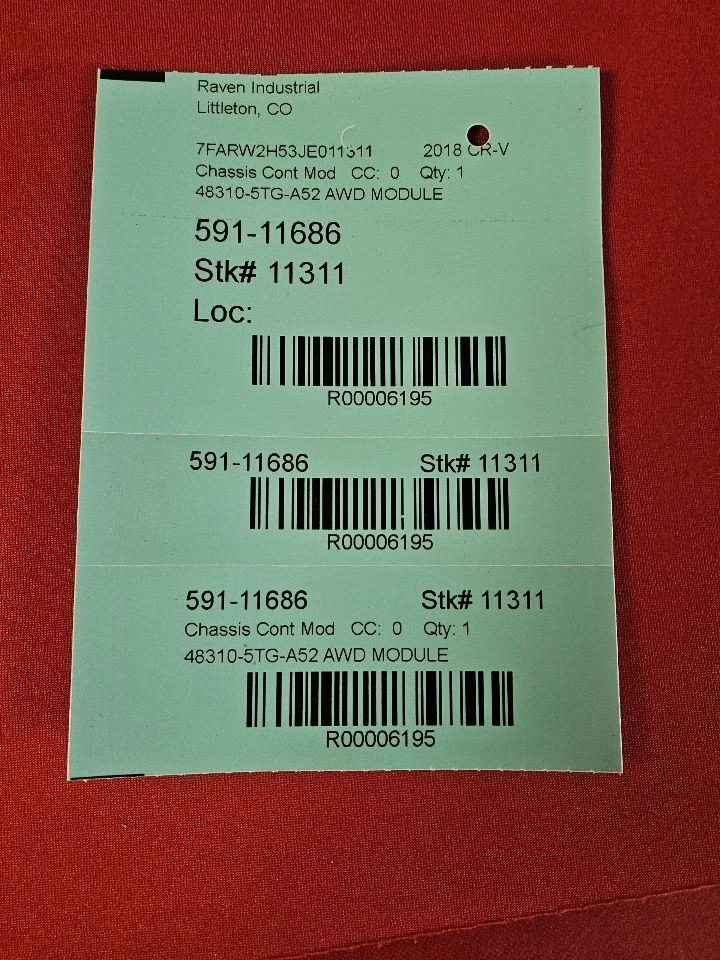 Raven Industrial
Littleton, CO
7FARW2H53JE011311 2018 CR-V
Chassis Cont Mod CC: 0 Qty: 1
48310-5TG-A52 AWD MODULE
591-11686
Stk# 11311
Loc:
R00006195
591-11686 Stk# 11311
R00006195
591-11686 Stk# 11311
Chassis Cont Mod CC: 0 Qty: 1
48310-5TG-A52 AWD MODULE
R00006195